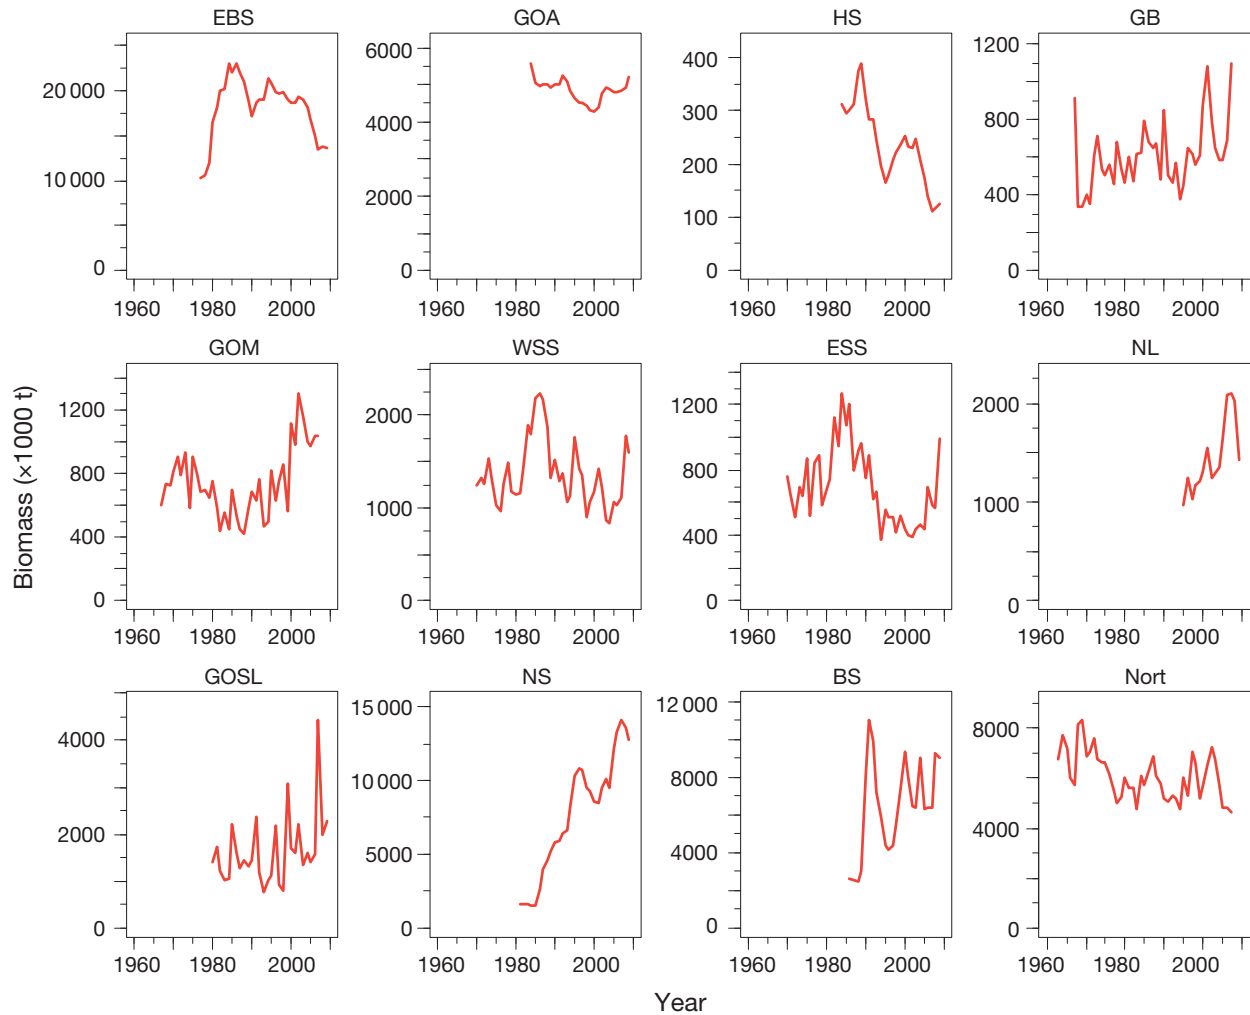 EBS GOA HS GB
20 000 6000 400 1200
10 000 4000 300 800
0 2000 200 400
0 100 0
0
1960 1980 2000 1960 1980 2000 1960 1980 2000 1960 1980 2000
GOM WSS ESS NL
1200 2000 1200 2000
800 1000 800 1000
400 0 400 0
0 0
1960 1980 2000 1960 1980 2000 1960 1980 2000 1960 1980 2000
Biomass (×1000 t)
GOSL NS BS Nort
4000 15 000 12 000 8000
2000 10 000 8000 4000
0 5000 4000 0
0 0
1960 1980 2000 1960 1980 2000 1960 1980 2000 1960 1980 2000
Year